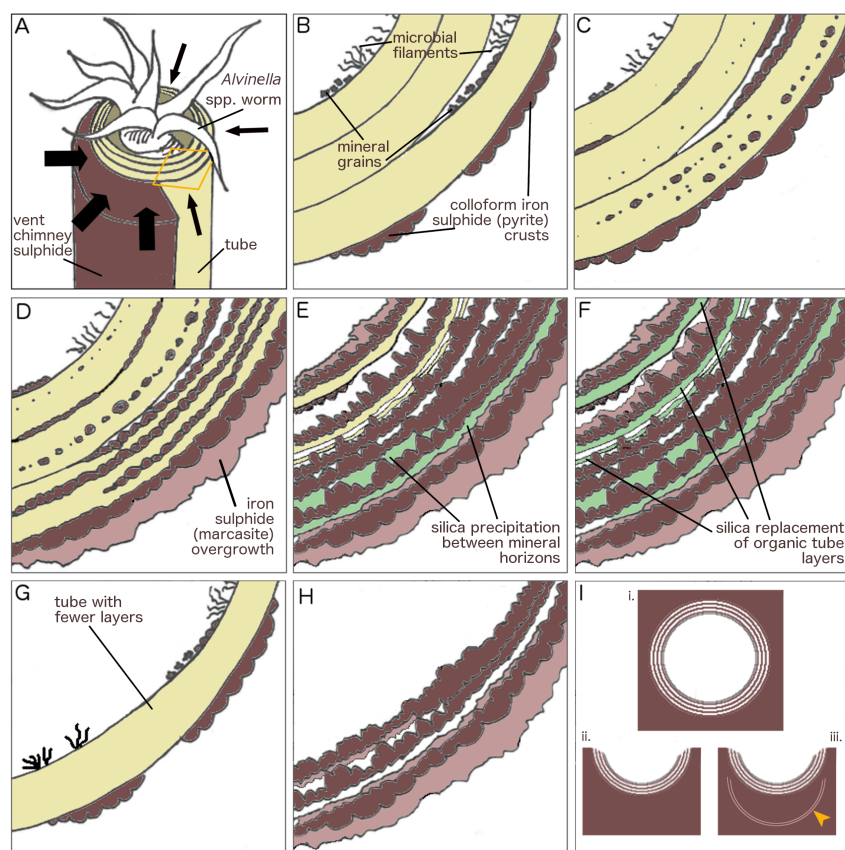 A
Alvinella
spp. worm
vent
chimney
sulphide
tube
B
microbial
filaments
mineral
grains
colloform iron
sulphide (pyrite)
crusts
C
D
iron
sulphide
(marcasite)
overgrowth
E
silica precipitation
between mineral
horizons
F
silica replacement
of organic tube
layers
G
tube with
fewer layers
H
I
i.
ii.
iii.